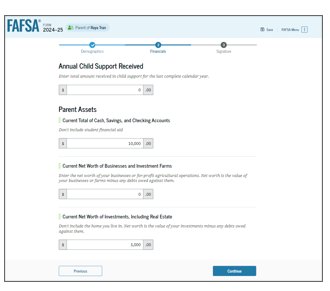 FAFSA® FORM
2024–25
Parent of Raya Tran
Save
FAFSA Menu
Demographics
Financials
Signature
Annual Child Support Received
Enter total amount received in child support for the last complete calendar year.
$ 0 .00
Parent Assets
Current Total of Cash, Savings, and Checking Accounts
Don't include student financial aid.
$ 10,000 .00
Current Net Worth of Businesses and Investment Farms
Enter the net worth of your businesses or for-profit agricultural operations. Net worth is the value of
your businesses or farms minus any debts owed against them.
$ 0 .00
Current Net Worth of Investments, Including Real Estate
Don't include the home you live in. Net worth is the value of your investments minus any debts owed
against them.
$ 5,000 .00
Previous
Continue